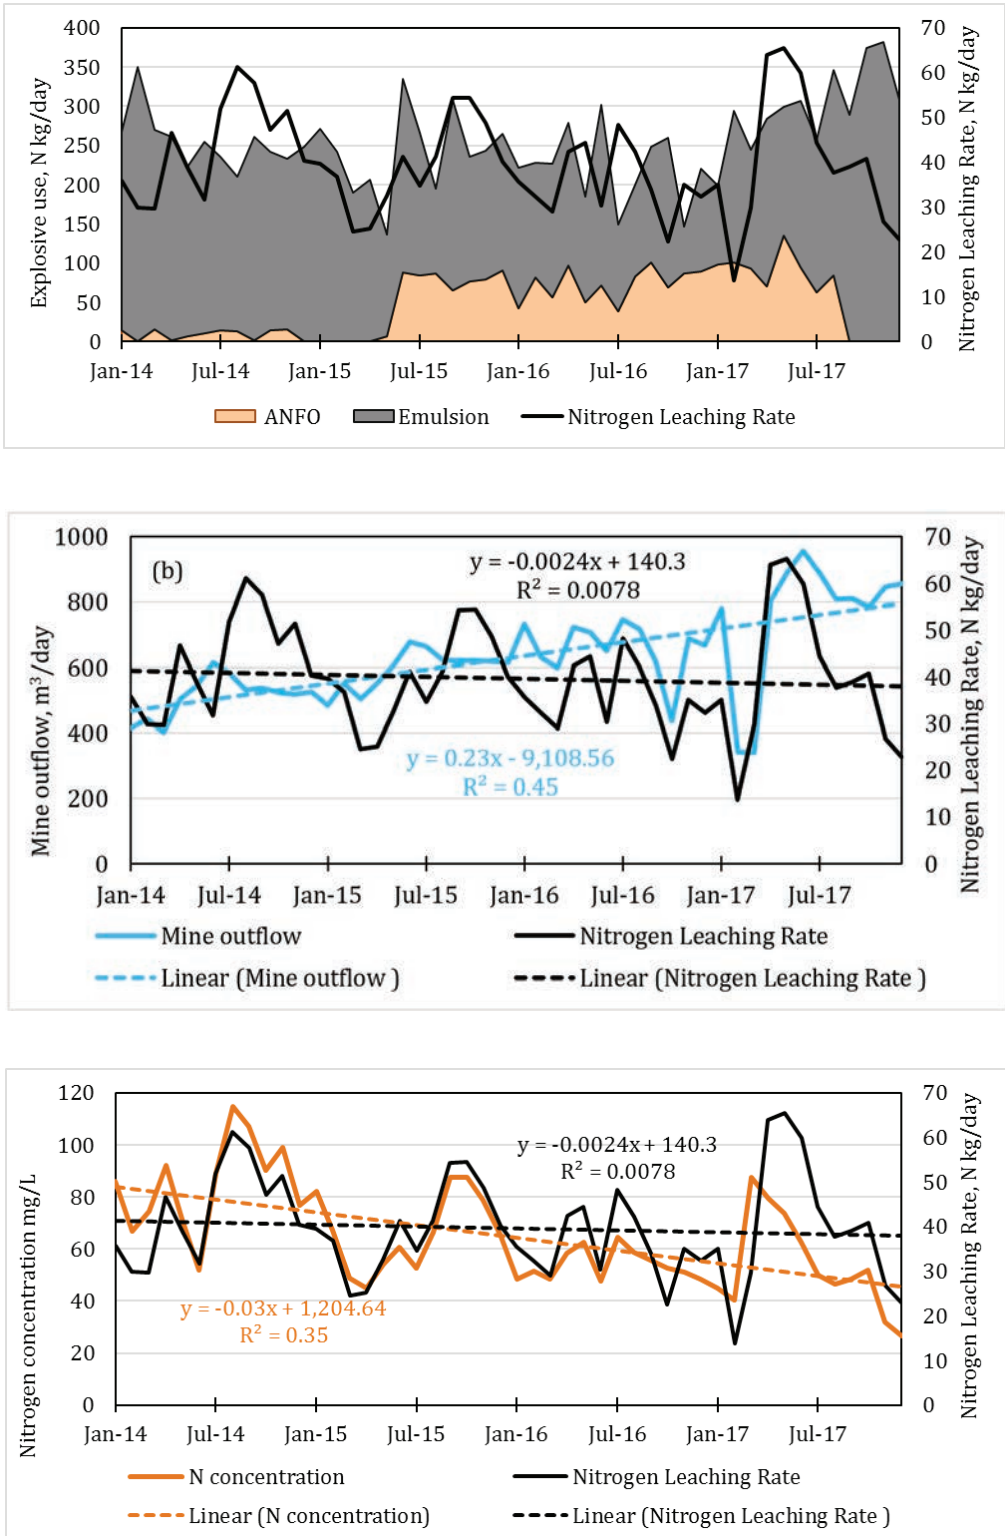 Explosive use, N kg/day
400
350
300
250
200
150
100
50
0
70
60
50
40
30
20
10
0
Nitrogen Leaching Rate, N kg/day
Jan-14 Jul-14 Jan-15 Jul-15 Jan-16 Jul-16 Jan-17 Jul-17
ANFO Emulsion Nitrogen Leaching Rate
Mine outflow, m³/day
1000
800
600
400
200
0
(b)
y = -0.0024x + 140.3
R² = 0.0078
y = 0.23x - 9,108.56
R² = 0.45
70
60
50
40
30
20
10
0
Nitrogen Leaching Rate, N kg/day
Jan-14 Jul-14 Jan-15 Jul-15 Jan-16 Jul-16 Jan-17 Jul-17
Mine outflow Nitrogen Leaching Rate
Linear (Mine outflow ) Linear (Nitrogen Leaching Rate )
Nitrogen concentration mg/L
120
100
80
60
40
20
0
y = -0.0024x + 140.3
R² = 0.0078
y = -0.03x + 1,204.64
R² = 0.35
70
60
50
40
30
20
10
0
Nitrogen Leaching Rate, N kg/day
Jan-14 Jul-14 Jan-15 Jul-15 Jan-16 Jul-16 Jan-17 Jul-17
N concentration Nitrogen Leaching Rate
Linear (N concentration) Linear (Nitrogen Leaching Rate )